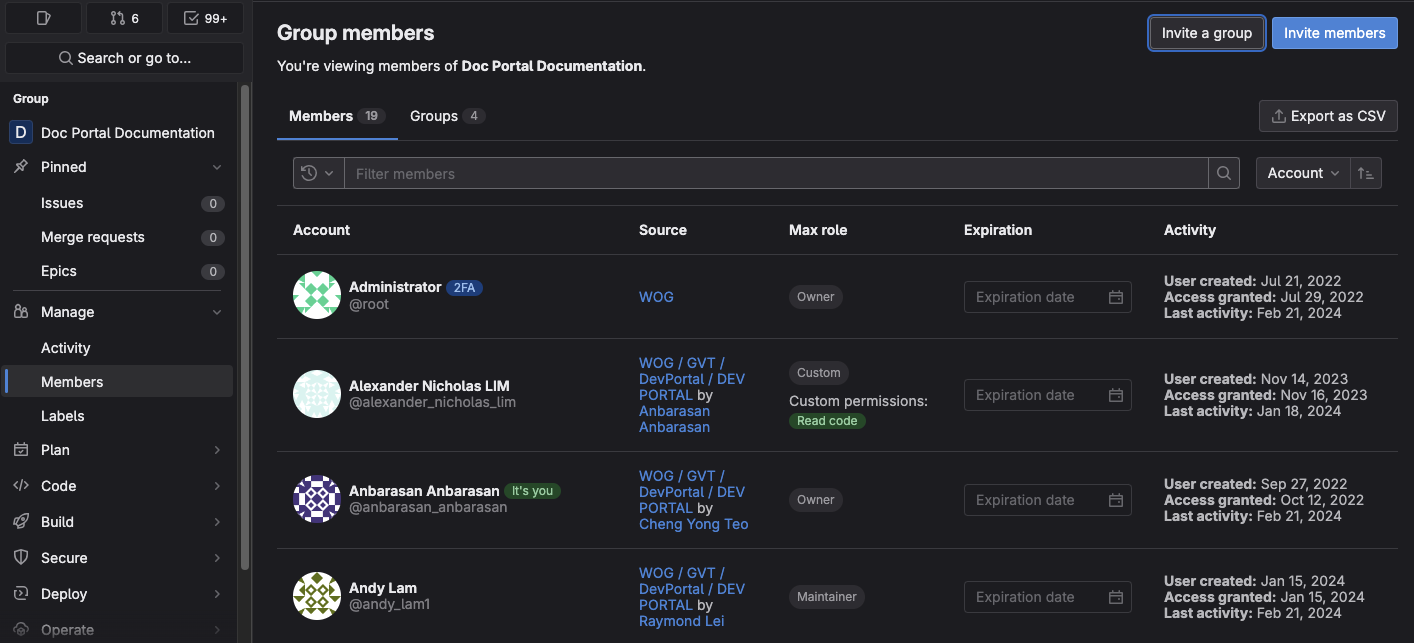 6
99+
Search or go to...
Group
D Doc Portal Documentation
Pinned
Issues 0
Merge requests 0
Epics 0
Manage
Activity
Members
Labels
Plan
Code
Build
Secure
Deploy
Operate
Group members
Invite a group
Invite members
You're viewing members of Doc Portal Documentation.
Members 19
Groups 4
Export as CSV
Filter members
Account
Account Source Max role Expiration Activity
Administrator 2FA
@root
WOG
Owner
Expiration date
User created: Jul 21, 2022
Access granted: Jul 29, 2022
Last activity: Feb 21, 2024
Alexander Nicholas LIM
@alexander_nicholas_lim
WOG / GVT /
DevPortal / DEV
PORTAL by
Anbarasan
Anbarasan
Custom
Custom permissions:
Read code
Expiration date
User created: Nov 14, 2023
Access granted: Nov 16, 2023
Last activity: Jan 18, 2024
Anbarasan Anbarasan It's you
@anbarasan_anbarasan
WOG / GVT /
DevPortal / DEV
PORTAL by
Cheng Yong Teo
Owner
Expiration date
User created: Sep 27, 2022
Access granted: Oct 12, 2022
Last activity: Feb 21, 2024
Andy Lam
@andy_lam1
WOG / GVT /
DevPortal / DEV
PORTAL by
Raymond Lei
Maintainer
Expiration date
User created: Jan 15, 2024
Access granted: Jan 15, 2024
Last activity: Feb 21, 2024